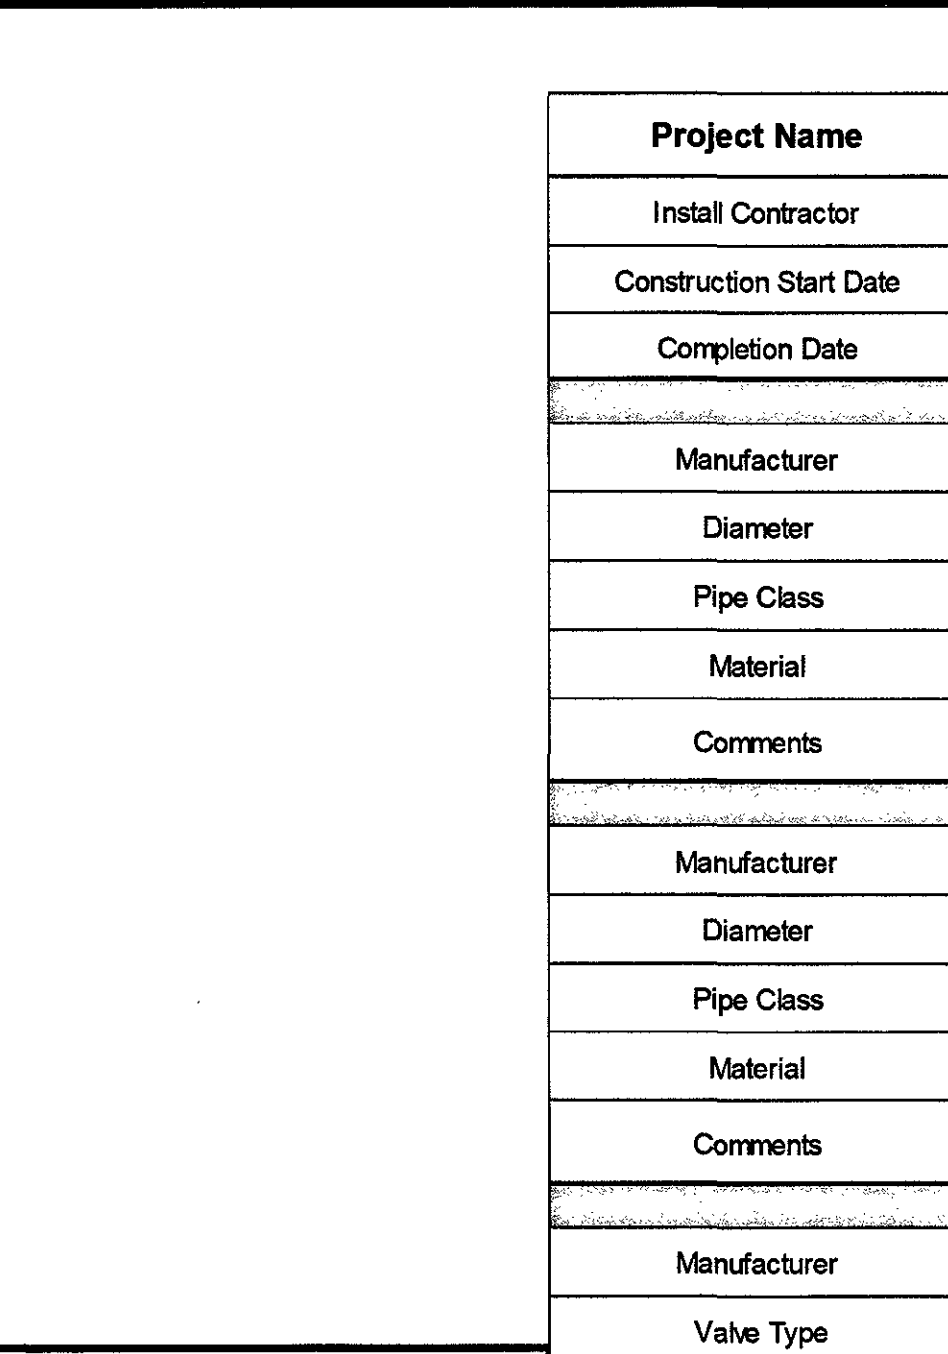 Project Name
Install Contractor
Construction Start Date
Completion Date
Manufacturer
Diameter
Pipe Class
Material
Comments
Manufacturer
Diameter
Pipe Class
Material
Comments
Manufacturer
Valve Type